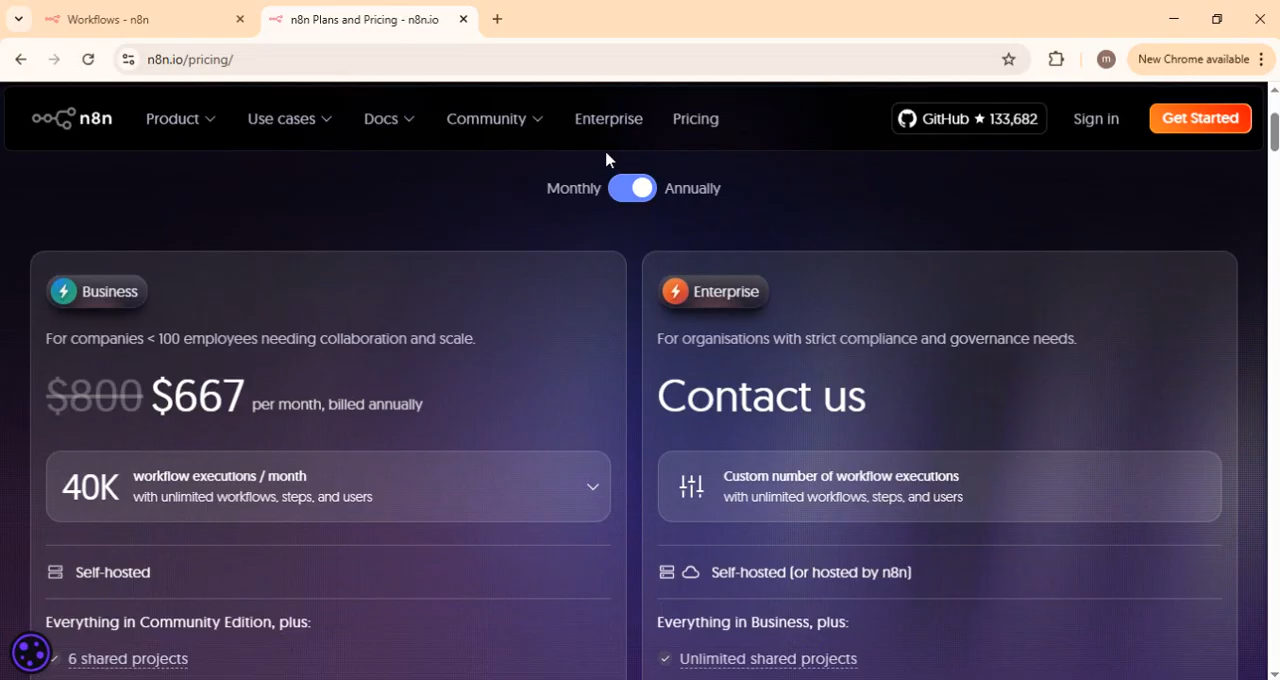 Workflows - n8n
n8n Plans and Pricing - n8n.io
n8n.io/pricing/
m
New Chrome available
n8n
Product
Use cases
Docs
Community
Enterprise
Pricing
GitHub ★ 133,682
Sign in
Get Started
Monthly
Annually
Business
For companies < 100 employees needing collaboration and scale.
$800 $667 per month, billed annually
40K
workflow executions / month
with unlimited workflows, steps, and users
Self-hosted
Everything in Community Edition, plus:
6 shared projects
Enterprise
For organisations with strict compliance and governance needs.
Contact us
Custom number of workflow executions
with unlimited workflows, steps, and users
Self-hosted (or hosted by n8n)
Everything in Business, plus:
Unlimited shared projects